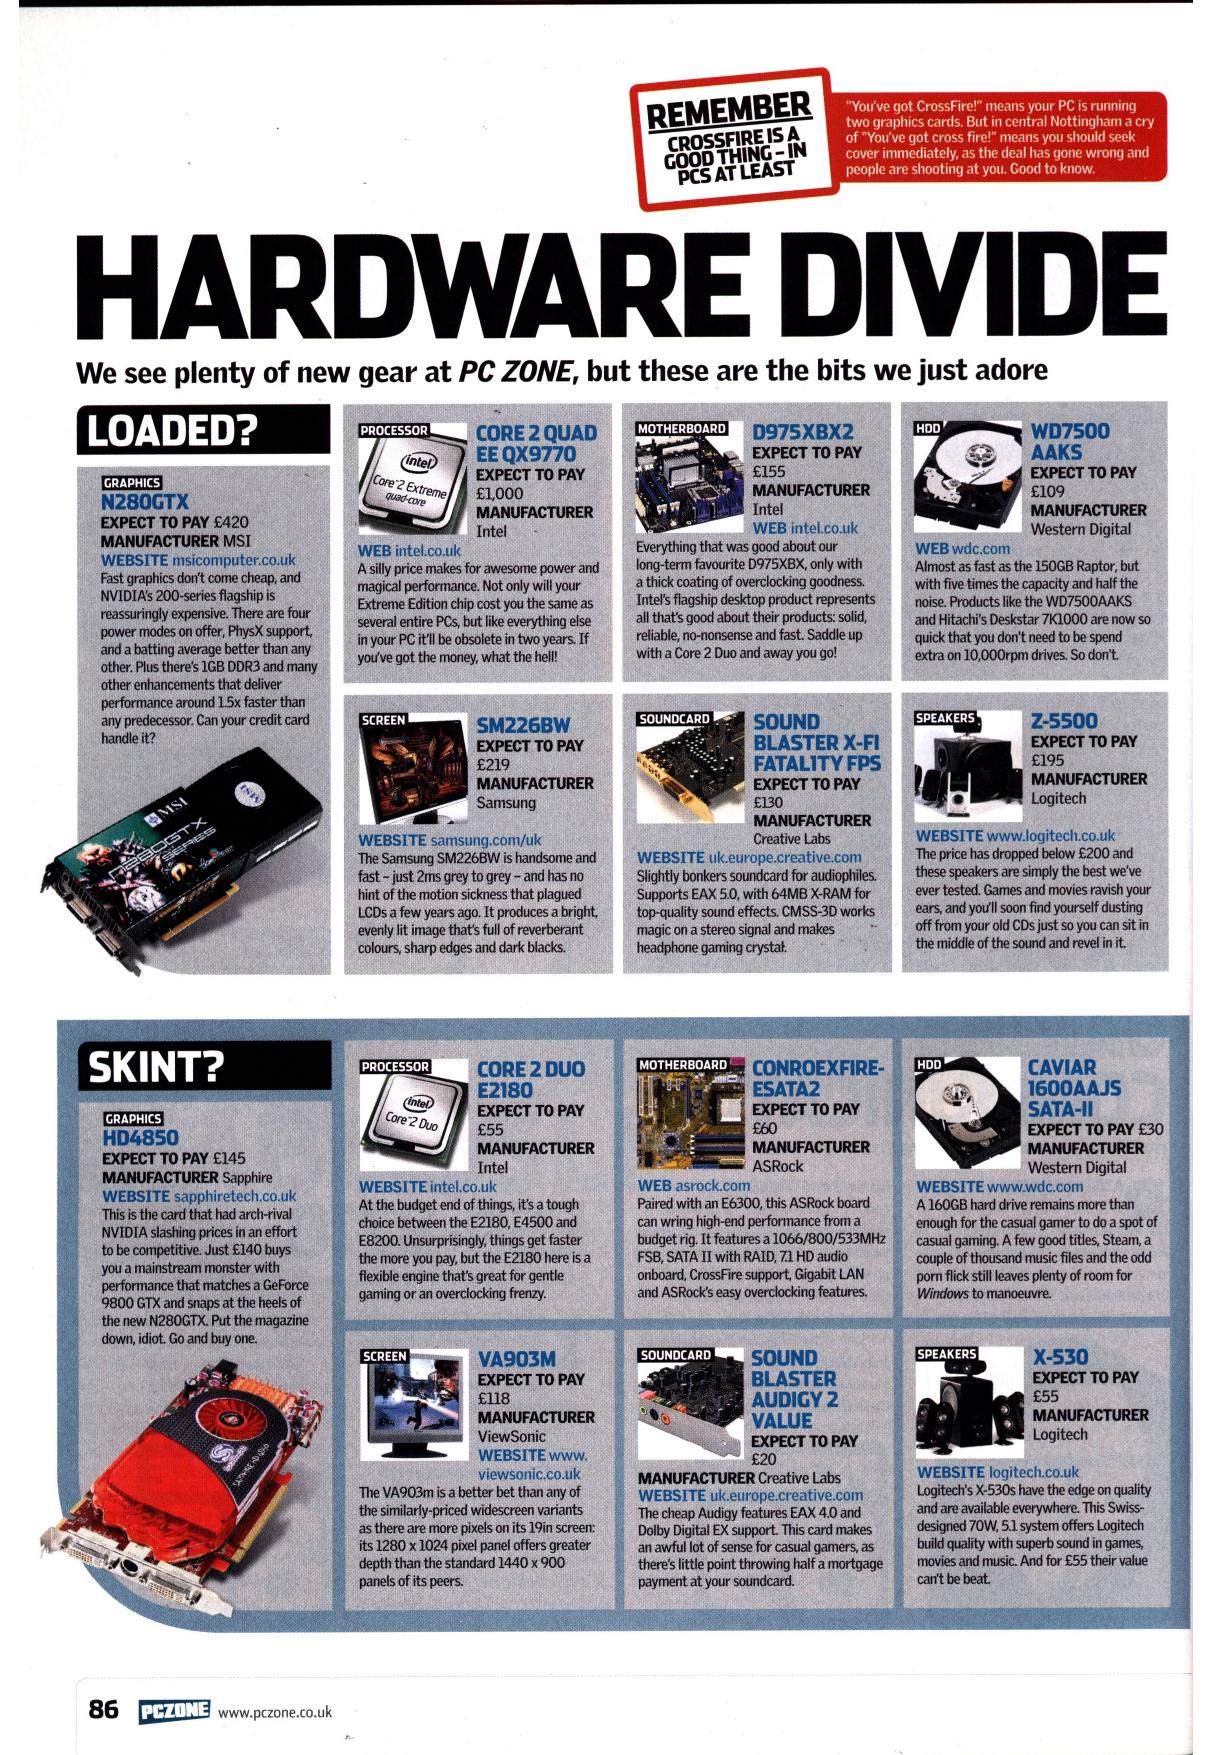 REMEMBER
CROSSFIRE IS A
GOOD THING – IN
PCS AT LEAST
"You've got CrossFire!" means your PC is running
two graphics cards. But in central Nottingham a cry
of "You've got cross fire!" means you should seek
cover immediately, as the deal has gone wrong and
people are shooting at you. Good to know.
HARDWARE DIVIDE
We see plenty of new gear at PC ZONE, but these are the bits we just adore
LOADED?
GRAPHICS
N280GTX
EXPECT TO PAY £420
MANUFACTURER MSI
WEBSITE msicomputer.co.uk
Fast graphics don't come cheap, and
NVIDIA's 200-series flagship is
reassuringly expensive. There are four
power modes on offer, PhysX support,
and a batting average better than any
other. Plus there's 1GB DDR3 and many
other enhancements that deliver
performance around 1.5x faster than
any predecessor. Can your credit card
handle it?
MSI
MSI
N280GTX
SERIES
PROCESSOR
intel
Core™2 Extreme
quad-core
CORE 2 QUAD
EE QX9770
EXPECT TO PAY
£1,000
MANUFACTURER
Intel
WEB intel.co.uk
A silly price makes for awesome power and
magical performance. Not only will your
Extreme Edition chip cost you the same as
several entire PCs, but like everything else
in your PC it'll be obsolete in two years. If
you've got the money, what the hell!
MOTHERBOARD
D975XBX2
EXPECT TO PAY
£155
MANUFACTURER
Intel
WEB intel.co.uk
Everything that was good about our
long-term favourite D975XBX, only with
a thick coating of overclocking goodness.
Intel's flagship desktop product represents
all that's good about their products: solid,
reliable, no-nonsense and fast. Saddle up
with a Core 2 Duo and away you go!
HDD
WD7500
AAKS
EXPECT TO PAY
£109
MANUFACTURER
Western Digital
WEB wdc.com
Almost as fast as the 150GB Raptor, but
with five times the capacity and half the
noise. Products like the WD7500AAKS
and Hitachi's Deskstar 7K1000 are now so
quick that you don't need to be spend
extra on 10,000rpm drives. So don't.
SCREEN
SM226BW
EXPECT TO PAY
£219
MANUFACTURER
Samsung
WEBSITE samsung.com/uk
The Samsung SM226BW is handsome and
fast – just 2ms grey to grey – and has no
hint of the motion sickness that plagued
LCDs a few years ago. It produces a bright,
evenly lit image that's full of reverberant
colours, sharp edges and dark blacks.
SOUNDCARD
SOUND
BLASTER X-FI
FATAL1TY FPS
EXPECT TO PAY
£130
MANUFACTURER
Creative Labs
WEBSITE uk.europe.creative.com
Slightly bonkers soundcard for audiophiles.
Supports EAX 5.0, with 64MB X-RAM for
top-quality sound effects. CMSS-3D works
magic on a stereo signal and makes
headphone gaming crystal.
SPEAKERS
Z-5500
EXPECT TO PAY
£195
MANUFACTURER
Logitech
WEBSITE www.logitech.co.uk
The price has dropped below £200 and
these speakers are simply the best we've
ever tested. Games and movies ravish your
ears, and you'll soon find yourself dusting
off from your old CDs just so you can sit in
the middle of the sound and revel in it.
SKINT?
GRAPHICS
HD4850
EXPECT TO PAY £145
MANUFACTURER Sapphire
WEBSITE sapphiretech.co.uk
This is the card that had arch-rival
NVIDIA slashing prices in an effort
to be competitive. Just £140 buys
you a mainstream monster with
performance that matches a GeForce
9800 GTX and snaps at the heels of
the new N280GTX. Put the magazine
down, idiot. Go and buy one.
PROCESSOR
intel
Core™2 Duo
CORE 2 DUO
E2180
EXPECT TO PAY
£55
MANUFACTURER
Intel
WEBSITE intel.co.uk
At the budget end of things, it's a tough
choice between the E2180, E4500 and
E8200. Unsurprisingly, things get faster
the more you pay, but the E2180 here is a
flexible engine that's great for gentle
gaming or an overclocking frenzy.
MOTHERBOARD
CONROEXFIRE-
ESATA2
EXPECT TO PAY
£60
MANUFACTURER
ASRock
WEB asrock.com
Paired with an E6300, this ASRock board
can wring high-end performance from a
budget rig. It features a 1066/800/533MHz
FSB, SATA II with RAID, 7.1 HD audio
onboard, CrossFire support, Gigabit LAN
and ASRock's easy overclocking features.
HDD
CAVIAR
1600AAJS
SATA-II
EXPECT TO PAY £30
MANUFACTURER
Western Digital
WEBSITE www.wdc.com
A 160GB hard drive remains more than
enough for the casual gamer to do a spot of
casual gaming. A few good titles, Steam, a
couple of thousand music files and the odd
porn flick still leaves plenty of room for
Windows to manoeuvre.
SCREEN
VA903M
EXPECT TO PAY
£118
MANUFACTURER
ViewSonic
WEBSITE www.
viewsonic.co.uk
The VA903m is a better bet than any of
the similarly-priced widescreen variants
as there are more pixels on its 19in screen:
its 1280 x 1024 pixel panel offers greater
depth than the standard 1440 x 900
panels of its peers.
SOUNDCARD
SOUND
BLASTER
AUDIGY 2
VALUE
EXPECT TO PAY
£20
MANUFACTURER Creative Labs
WEBSITE uk.europe.creative.com
The cheap Audigy features EAX 4.0 and
Dolby Digital EX support. This card makes
an awful lot of sense for casual gamers, as
there's little point throwing half a mortgage
payment at your soundcard.
SPEAKERS
X-530
EXPECT TO PAY
£55
MANUFACTURER
Logitech
WEBSITE logitech.co.uk
Logitech's X-530s have the edge on quality
and are available everywhere. This Swiss-
designed 70W, 5.1 system offers Logitech
build quality with superb sound in games,
movies and music. And for £55 their value
can't be beat.
86 PCZONE www.pczone.co.uk